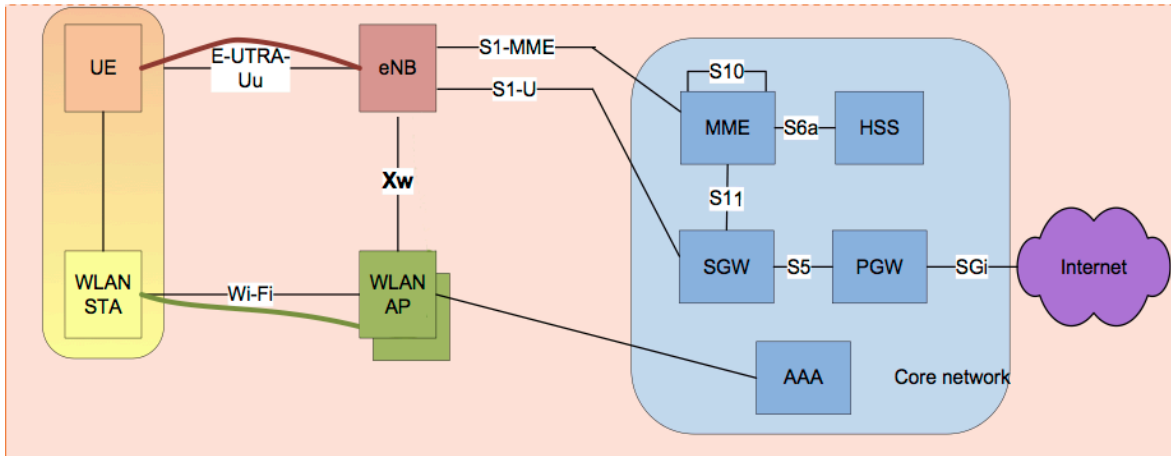 UE
E-UTRA-
Uu
eNB
S1-MME
S1-U
S10
MME
S6a
HSS
Xw
S11
SGW
S5
PGW
SGi
Internet
WLAN
STA
Wi-Fi
WLAN
AP
AAA
Core network